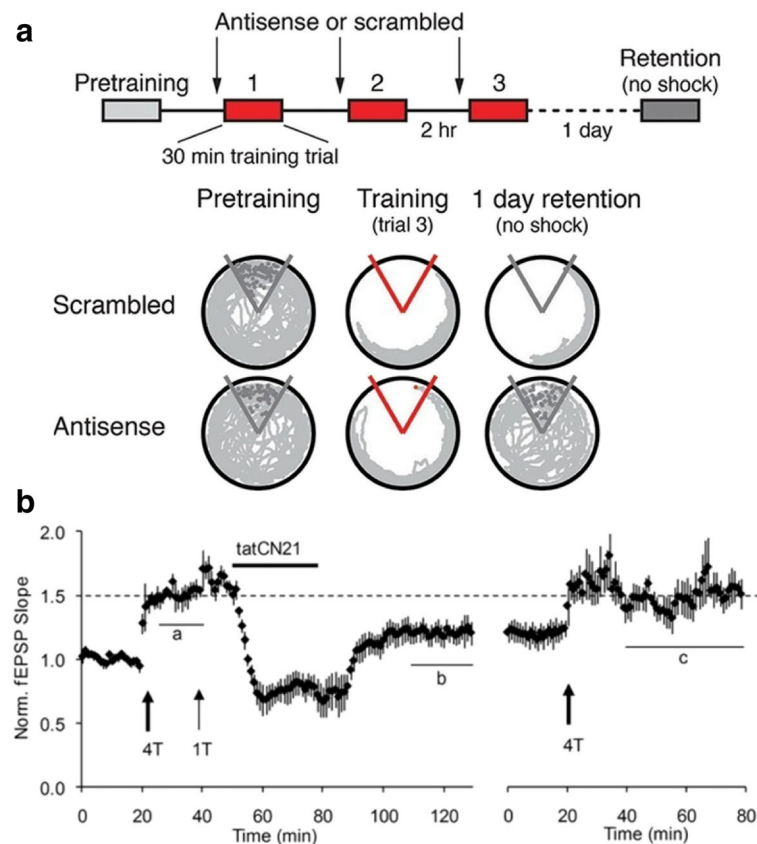 a
Antisense or scrambled
Pretraining
1
2
3
Retention
(no shock)
2 hr
1 day
30 min training trial
Pretraining
Training
(trial 3)
1 day retention
(no shock)
Scrambled
Antisense
b
Norm. fEPSP Slope
2.0
1.5
1.0
0.5
0.0
tatCN21
a
b
c
4T
1T
4T
0
20
40
60
80
100
120
Time (min)
0
20
40
60
80
Time (min)